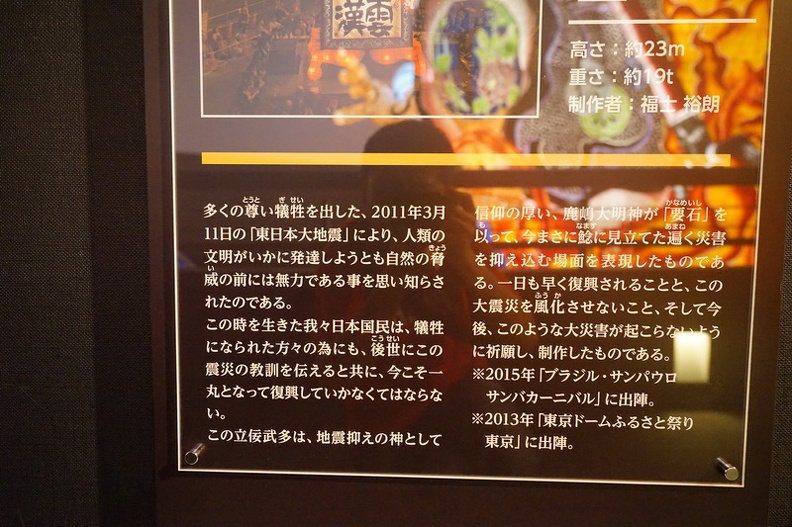 雲漢
高さ：約23m
重さ：約19t
制作者：福士 裕朗
多くの尊い犠牲を出した、2011年3月
11日の「東日本大地震」により、人類の
文明がいかに発達しようとも自然の脅
威の前には無力である事を思い知らさ
れたのである。
この時を生きた我々日本国民は、犠牲
になられた方々の為にも、後世にこの
震災の教訓を伝えると共に、今こそ一
丸となって復興していかなくてはならな
い。
この立佞武多は、地震抑えの神として
信仰の厚い、鹿嶋大明神が「要石」を
以って、今まさに鯰に見立てた遍く災害
を抑え込む場面を表現したものであ
る。一日も早く復興されることと、この
大震災を風化させないこと、そして今
後、このような大災害が起こらないよう
に祈願し、制作したものである。
※2015年「ブラジル・サンパウロ
サンバカーニバル」に出陣。
※2013年「東京ドームふるさと祭り
東京」に出陣。